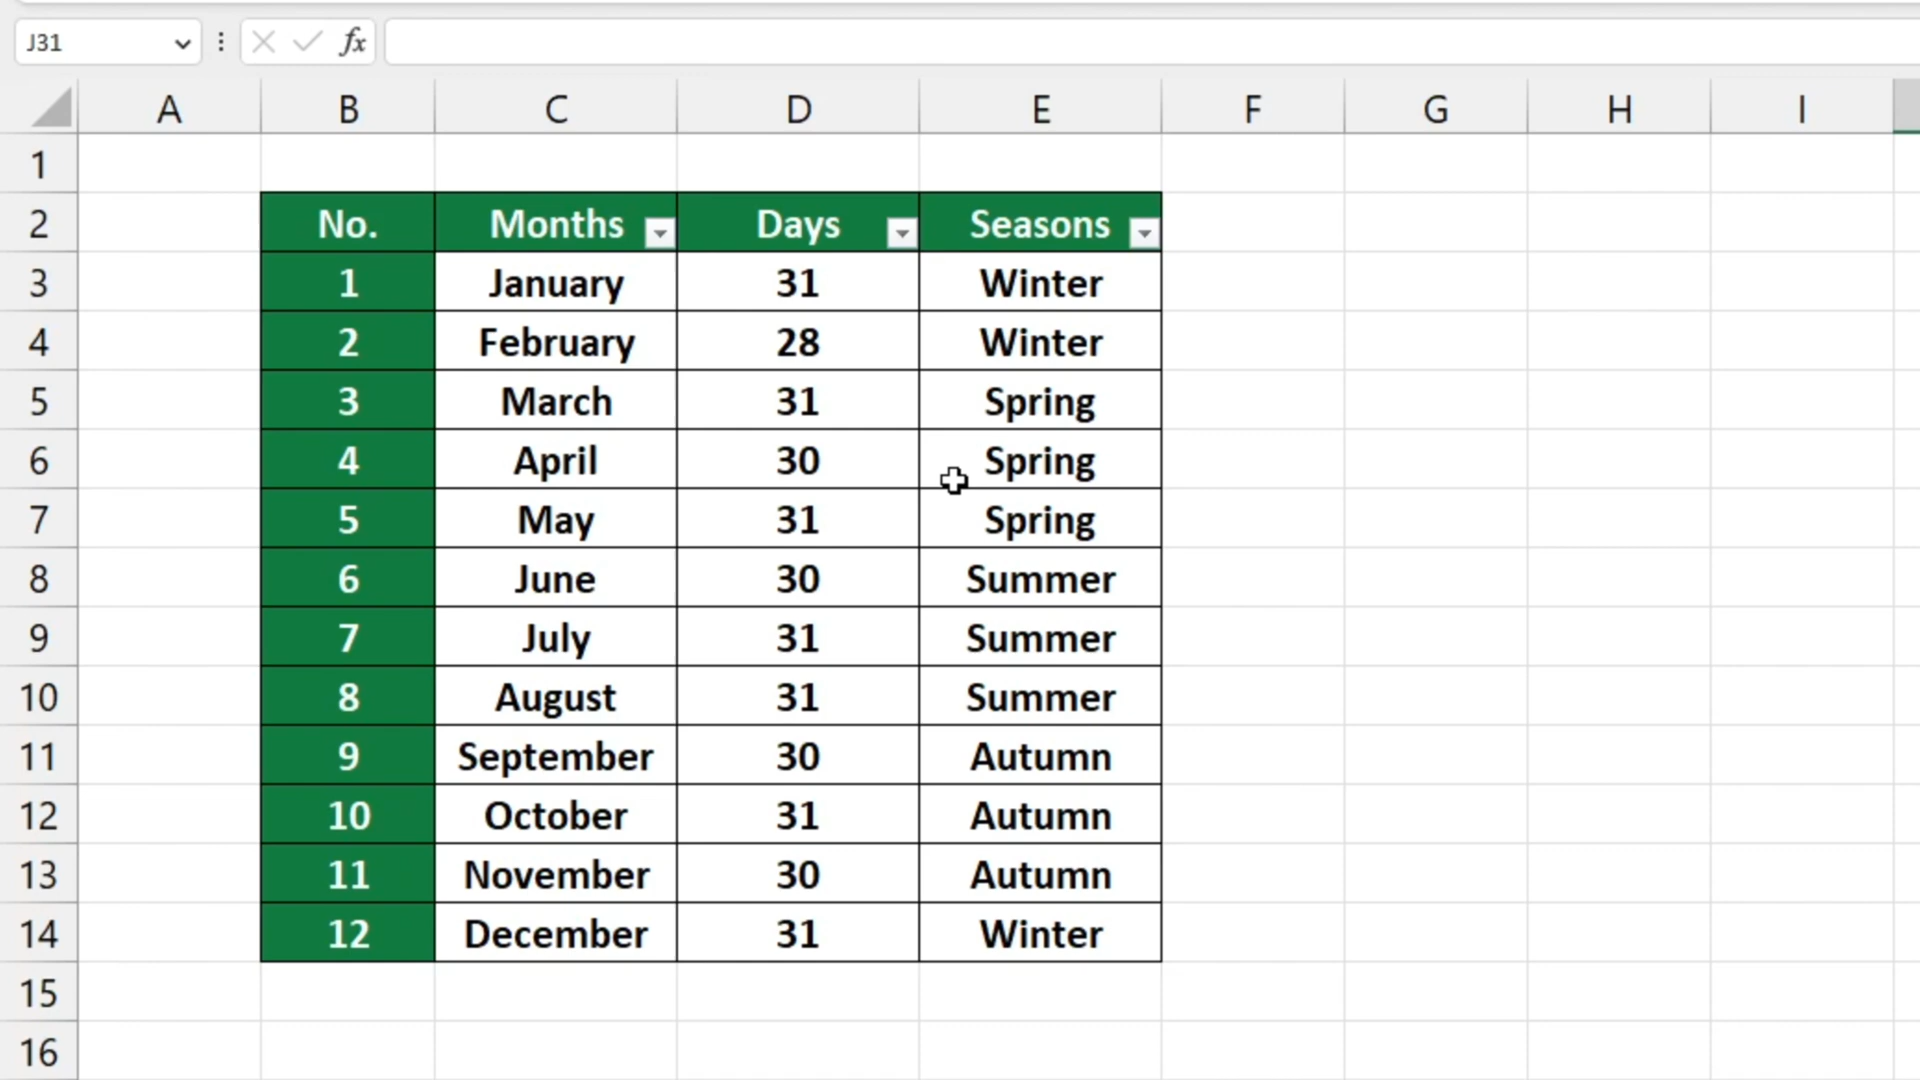 J31 fx
A B C D E F G H I
1
2 No. Months Days Seasons
3 1 January 31 Winter
4 2 February 28 Winter
5 3 March 31 Spring
6 4 April 30 Spring
7 5 May 31 Spring
8 6 June 30 Summer
9 7 July 31 Summer
10 8 August 31 Summer
11 9 September 30 Autumn
12 10 October 31 Autumn
13 11 November 30 Autumn
14 12 December 31 Winter
15
16